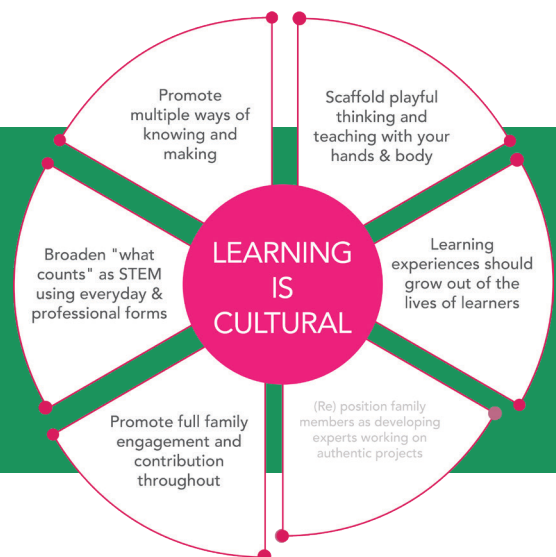 Promote
multiple ways of
knowing and
making
Scaffold playful
thinking and
teaching with your
hands & body
Broaden "what
counts" as STEM
using everyday &
professional forms
LEARNING
IS
CULTURAL
Learning
experiences should
grow out of the
lives of learners
Promote full family
engagement and
contribution
throughout
(Re) position family
members as developing
experts working on
authentic projects